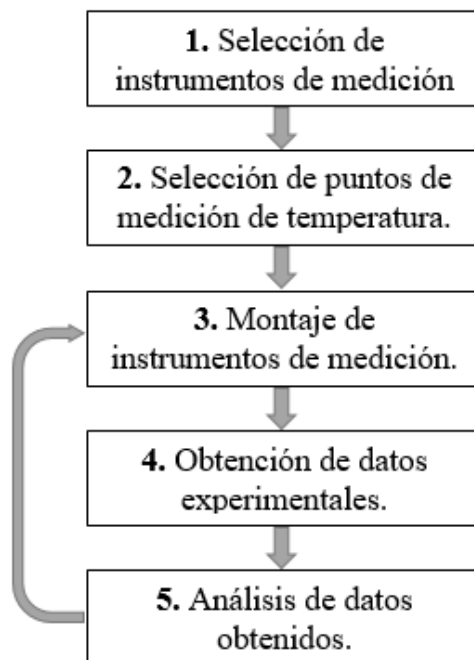 1. Selección de
instrumentos de medición
2. Selección de puntos de
medición de temperatura.
3. Montaje de
instrumentos de medición.
4. Obtención de datos
experimentales.
5. Análisis de datos
obtenidos.